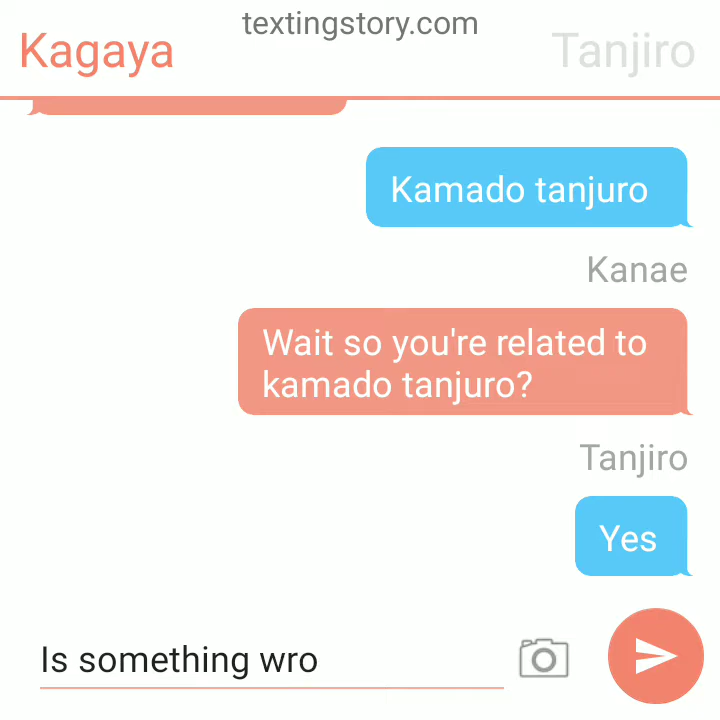 textingstory.com
Kagaya
Tanjiro
Kamado tanjuro
Kanae
Wait so you're related to
kamado tanjuro?
Tanjiro
Yes
Is something wro